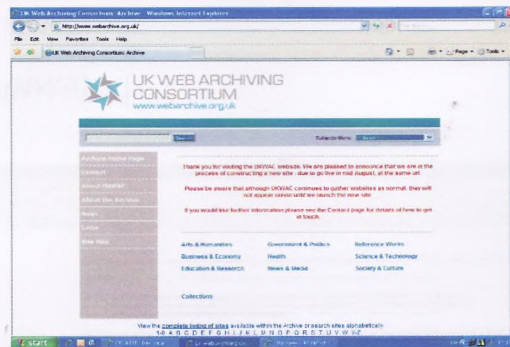 UK Web Archiving Consortium: Archive - Windows Internet Explorer
http://www.webarchive.org.uk/
File Edit View Favorites Tools Help
UK Web Archiving Consortium: Archive
Page Tools
UK WEB ARCHIVING
CONSORTIUM
www.webarchive.org.uk
Archive Home Page
Contact
About the Archive
News
Links
Site Help
Thank you for visiting the UKWAC website. We are pleased to announce that we are in the
process of constructing a new site - due to go live in mid August, at the same url.
Please be aware that although UKWAC continues to gather websites as normal, they will
not appear online until we launch the new site.
If you would like further information please see the Contact page for details of how to get
in touch.
Arts & Humanities Government & Politics Reference Works
Business & Economy Health Science & Technology
Education & Research News & Media Society & Culture
Collections
View the complete listing of sites available within the Archive or search sites alphabetically
A B C D E F G H I J K L M N O P Q R S T U V W
start